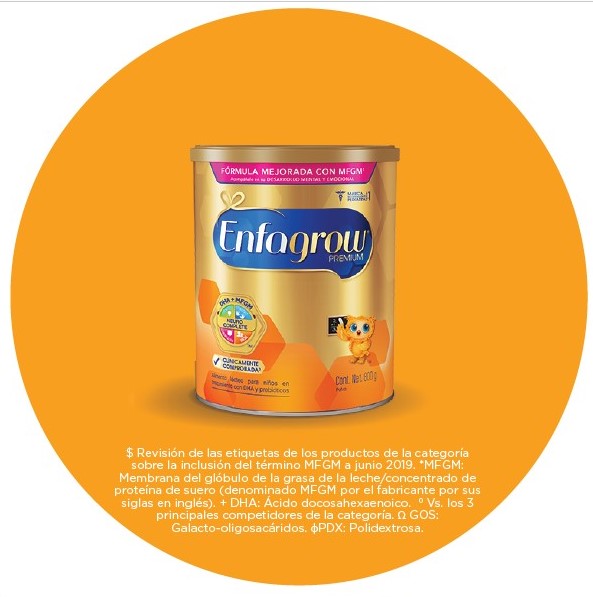 FÓRMULA MEJORADA CON MFGM
Enfagrow
PREMIUM
DHA + MFGM
NEURO
COMPLETE
CLÍNICAMENTE
COMPROBADA
Cont. Net. 800g
$ Revisión de las etiquetas de los productos de la categoría
sobre la inclusión del término MFGM a junio 2019. *MFGM:
Membrana del glóbulo de la grasa de la leche/concentrado de
proteína de suero (denominado MFGM por el fabricante por sus
siglas en inglés). + DHA: Ácido docosahexaenoico. ° Vs. los 3
principales competidores de la categoría. Ω GOS:
Galacto-oligosacáridos. ϕPDX: Polidextrosa.